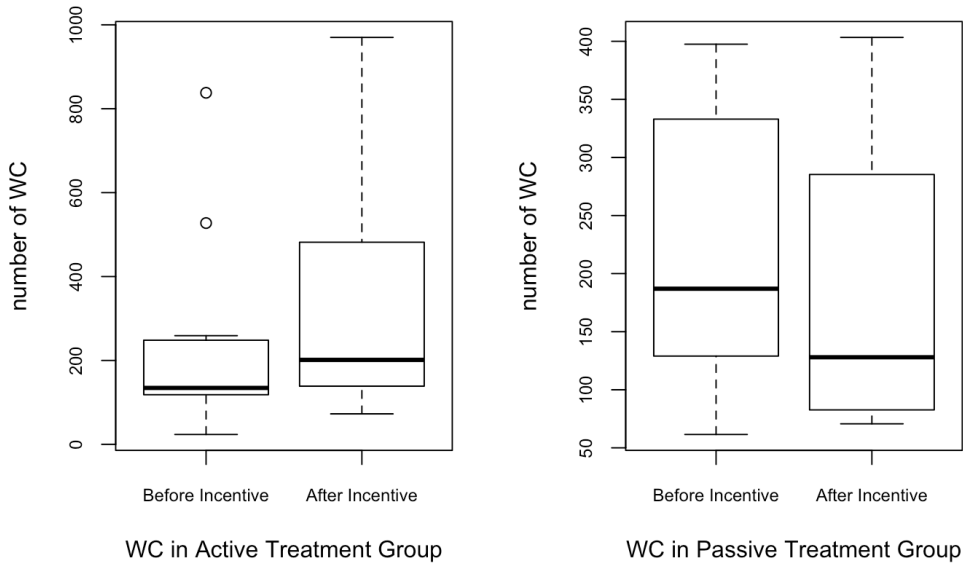 number of WC
1000
800
600
400
200
0
Before Incentive
After Incentive
WC in Active Treatment Group
number of WC
400
350
300
250
200
150
100
50
Before Incentive
After Incentive
WC in Passive Treatment Group